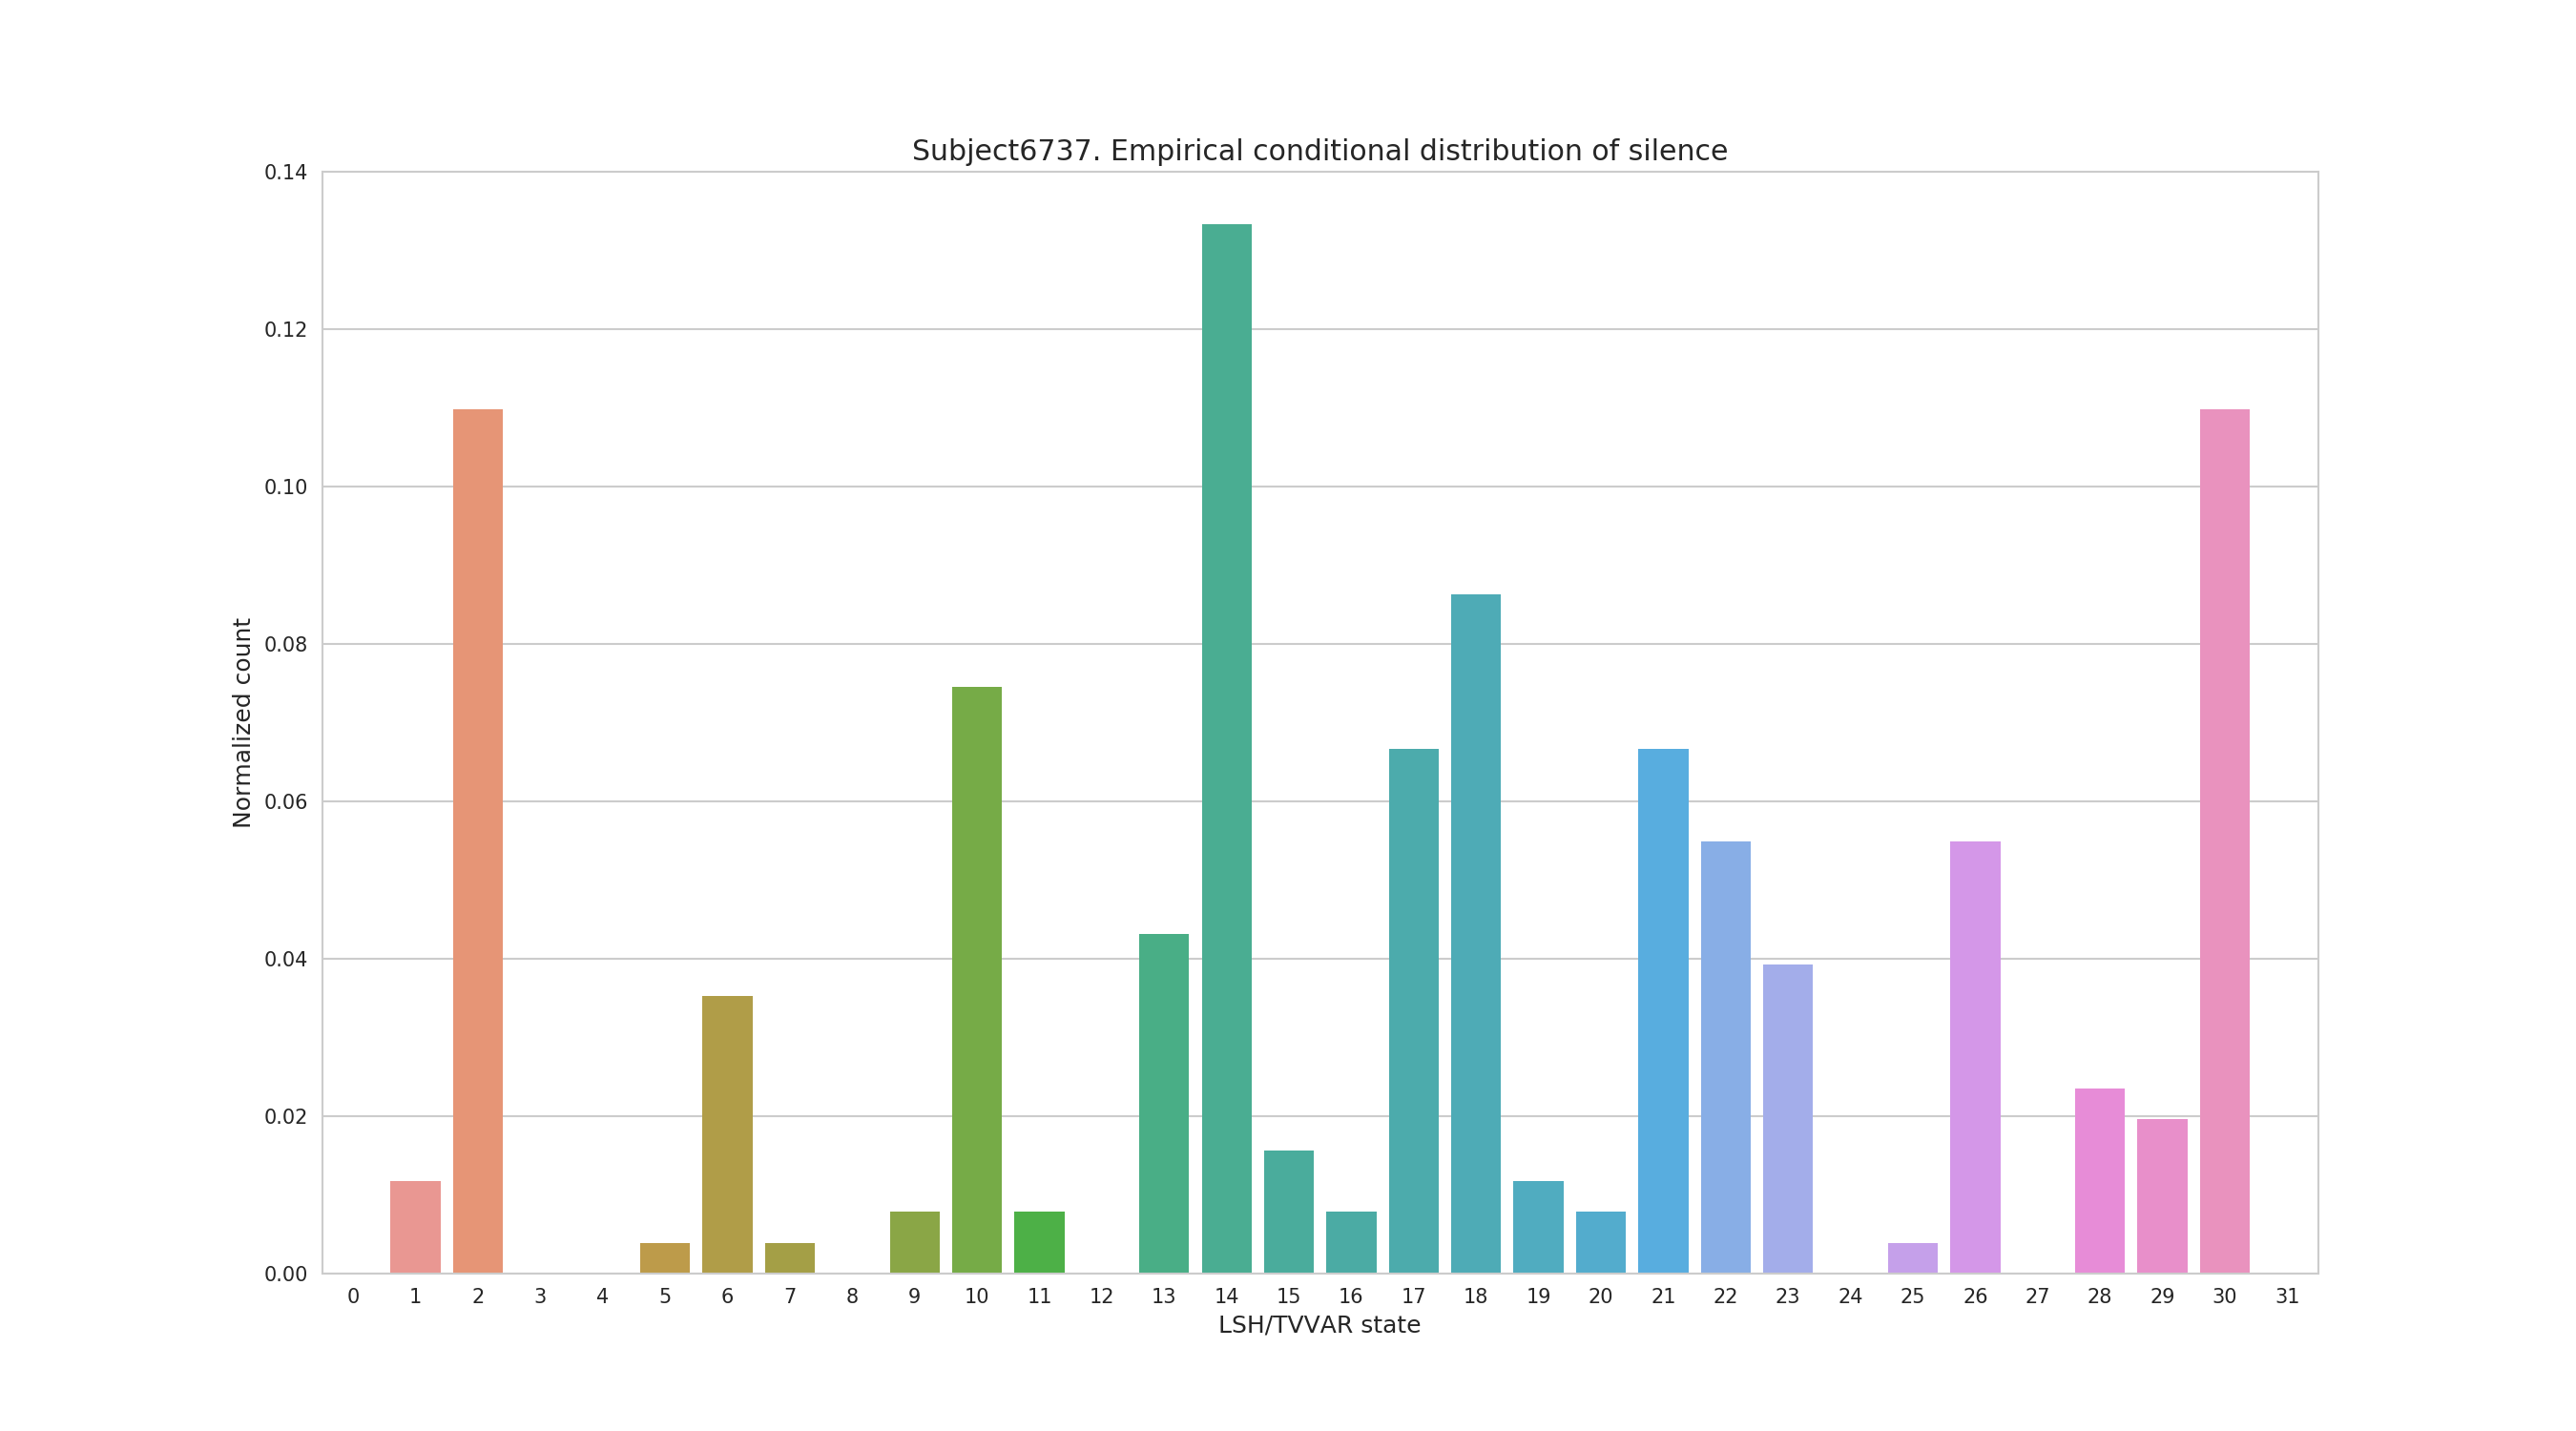 Subject6737. Empirical conditional distribution of silence
0.14
0.12
0.10
0.08
0.06
0.04
0.02
0.00
Normalized count
0 1 2 3 4 5 6 7 8 9 10 11 12 13 14 15 16 17 18 19 20 21 22 23 24 25 26 27 28 29 30 31
LSH/TVVAR state